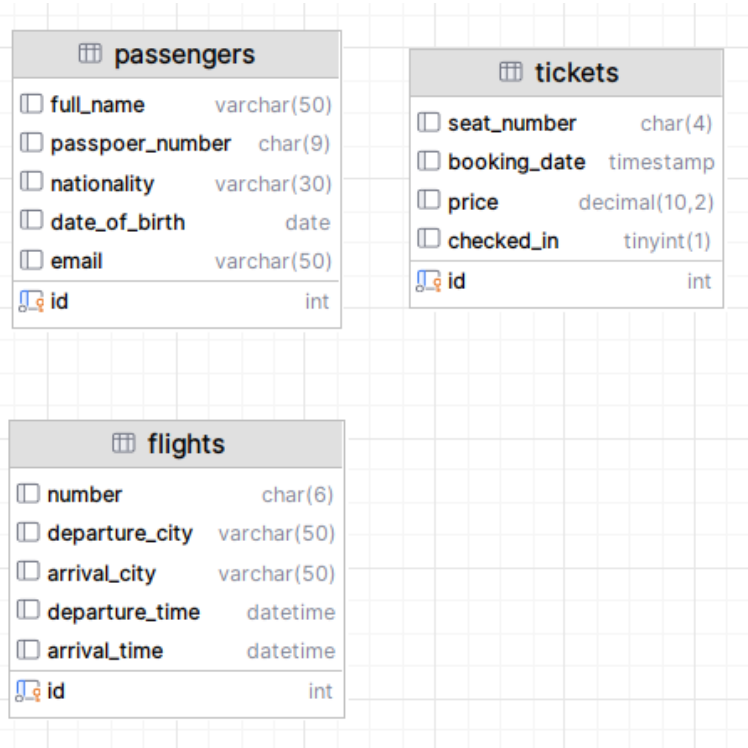 passengers
full_name varchar(50)
passpoer_number char(9)
nationality varchar(30)
date_of_birth date
email varchar(50)
id int
tickets
seat_number char(4)
booking_date timestamp
price decimal(10,2)
checked_in tinyint(1)
id int
flights
number char(6)
departure_city varchar(50)
arrival_city varchar(50)
departure_time datetime
arrival_time datetime
id int